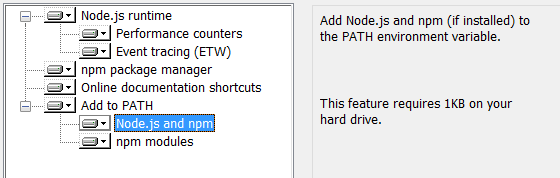 Node.js runtime
Performance counters
Event tracing (ETW)
npm package manager
Online documentation shortcuts
Add to PATH
Node.js and npm
npm modules
Add Node.js and npm (if installed) to
the PATH environment variable.
This feature requires 1KB on your
hard drive.